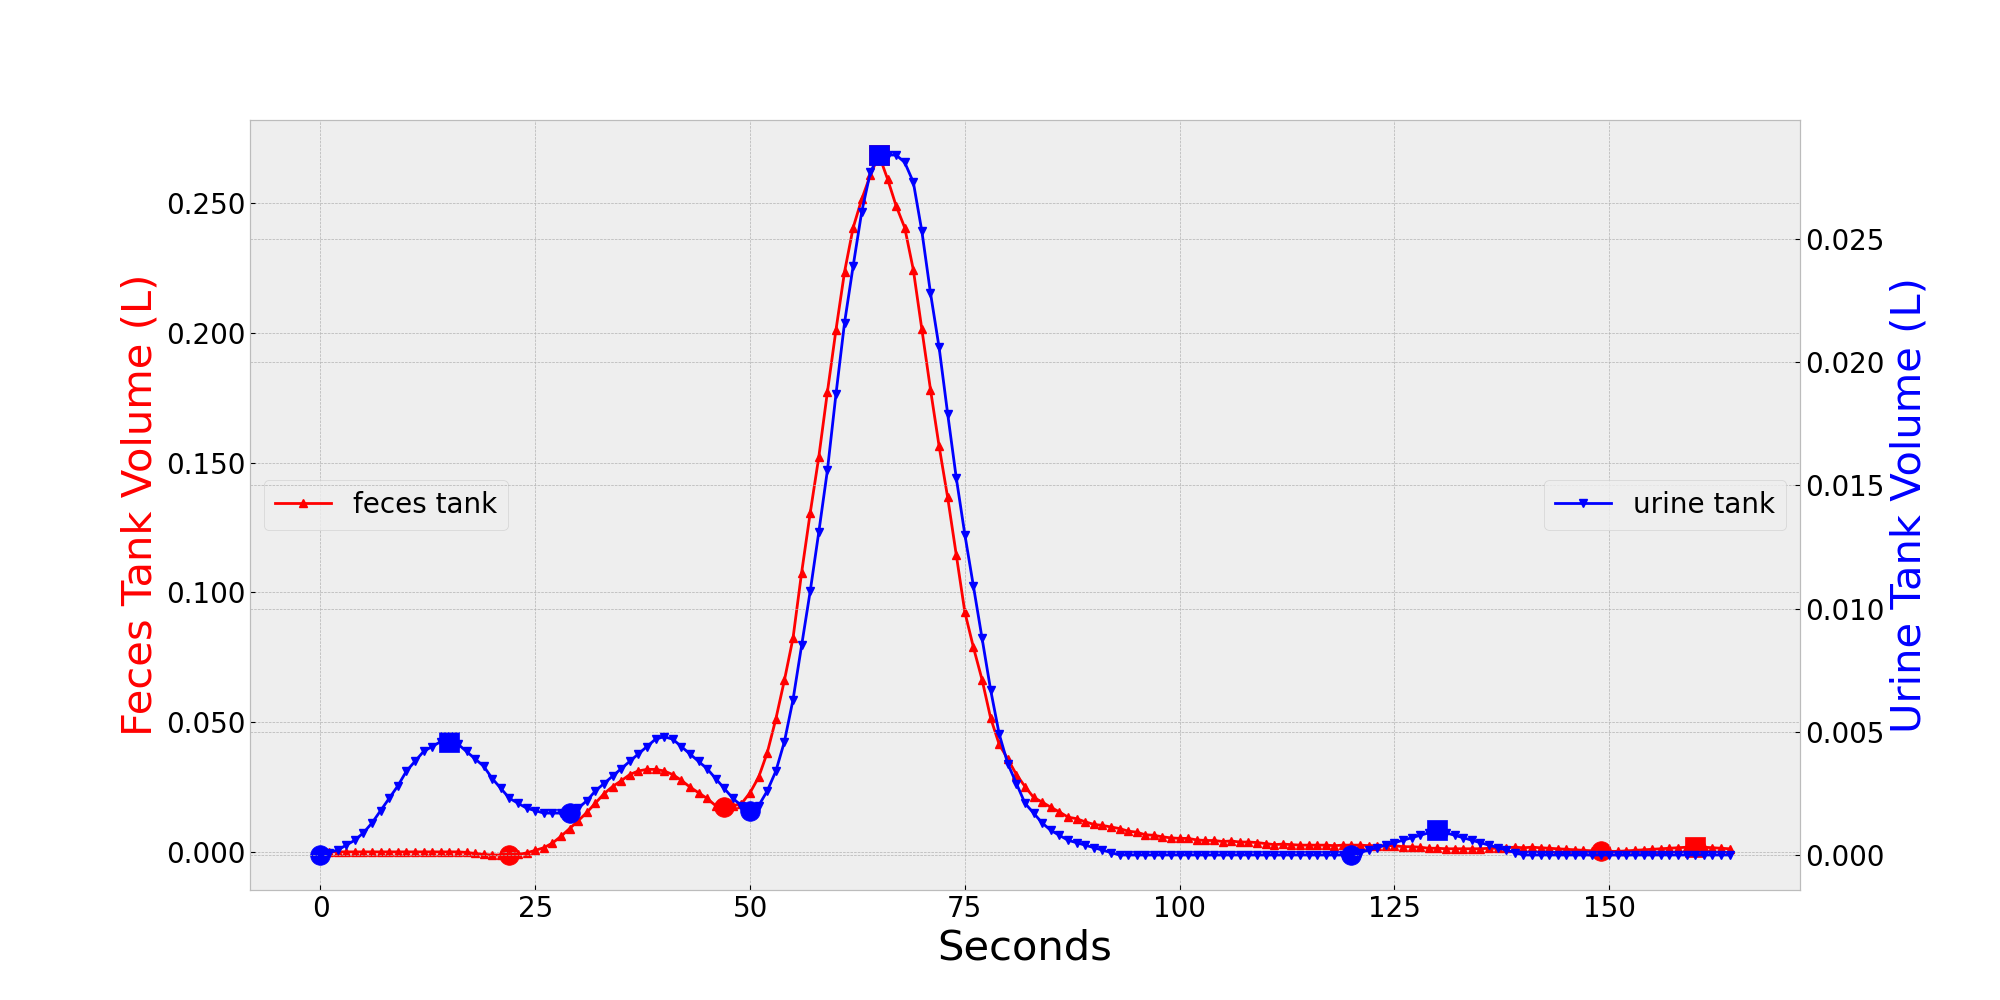 Feces Tank Volume (L)
0.250
0.200
0.150
0.100
0.050
0.000
feces tank
urine tank
0.025
0.020
0.015
0.010
0.005
0.000
Urine Tank Volume (L)
0 25 50 75 100 125 150
Seconds